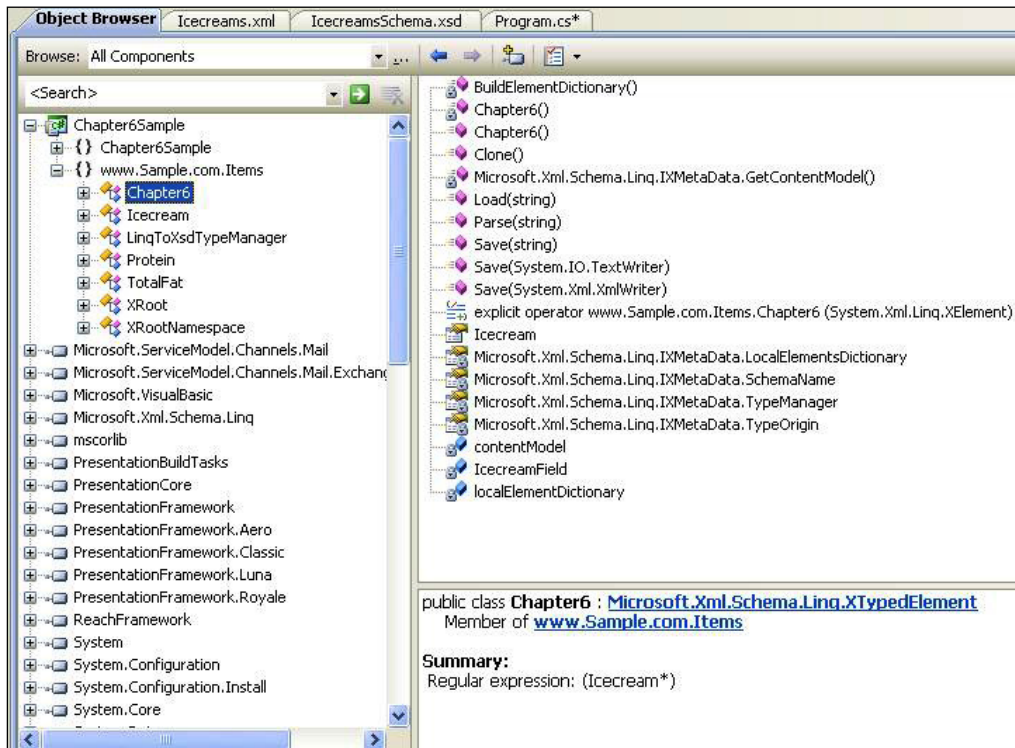 Object Browser Icecreams.xml IcecreamsSchema.xsd Program.cs*
Browse: All Components ...
<Search>
Chapter6Sample
{} Chapter6Sample
{} www.Sample.com.Items
Chapter6
Icecream
LinqToXsdTypeManager
Protein
TotalFat
XRoot
XRootNamespace
Microsoft.ServiceModel.Channels.Mail
Microsoft.ServiceModel.Channels.Mail.Exchang
Microsoft.VisualBasic
Microsoft.Xml.Schema.Linq
mscorlib
PresentationBuildTasks
PresentationCore
PresentationFramework
PresentationFramework.Aero
PresentationFramework.Classic
PresentationFramework.Luna
PresentationFramework.Royale
ReachFramework
System
System.Configuration
System.Configuration.Install
System.Core
BuildElementDictionary()
Chapter6()
Chapter6()
Clone()
Microsoft.Xml.Schema.Linq.IXMetaData.GetContentModel()
Load(string)
Parse(string)
Save(string)
Save(System.IO.TextWriter)
Save(System.Xml.XmlWriter)
explicit operator www.Sample.com.Items.Chapter6 (System.Xml.Linq.XElement)
Icecream
Microsoft.Xml.Schema.Linq.IXMetaData.LocalElementsDictionary
Microsoft.Xml.Schema.Linq.IXMetaData.SchemaName
Microsoft.Xml.Schema.Linq.IXMetaData.TypeManager
Microsoft.Xml.Schema.Linq.IXMetaData.TypeOrigin
contentModel
IcecreamField
localElementDictionary
public class Chapter6 : Microsoft.Xml.Schema.Linq.XTypedElement
Member of www.Sample.com.Items
Summary:
Regular expression: (Icecream*)